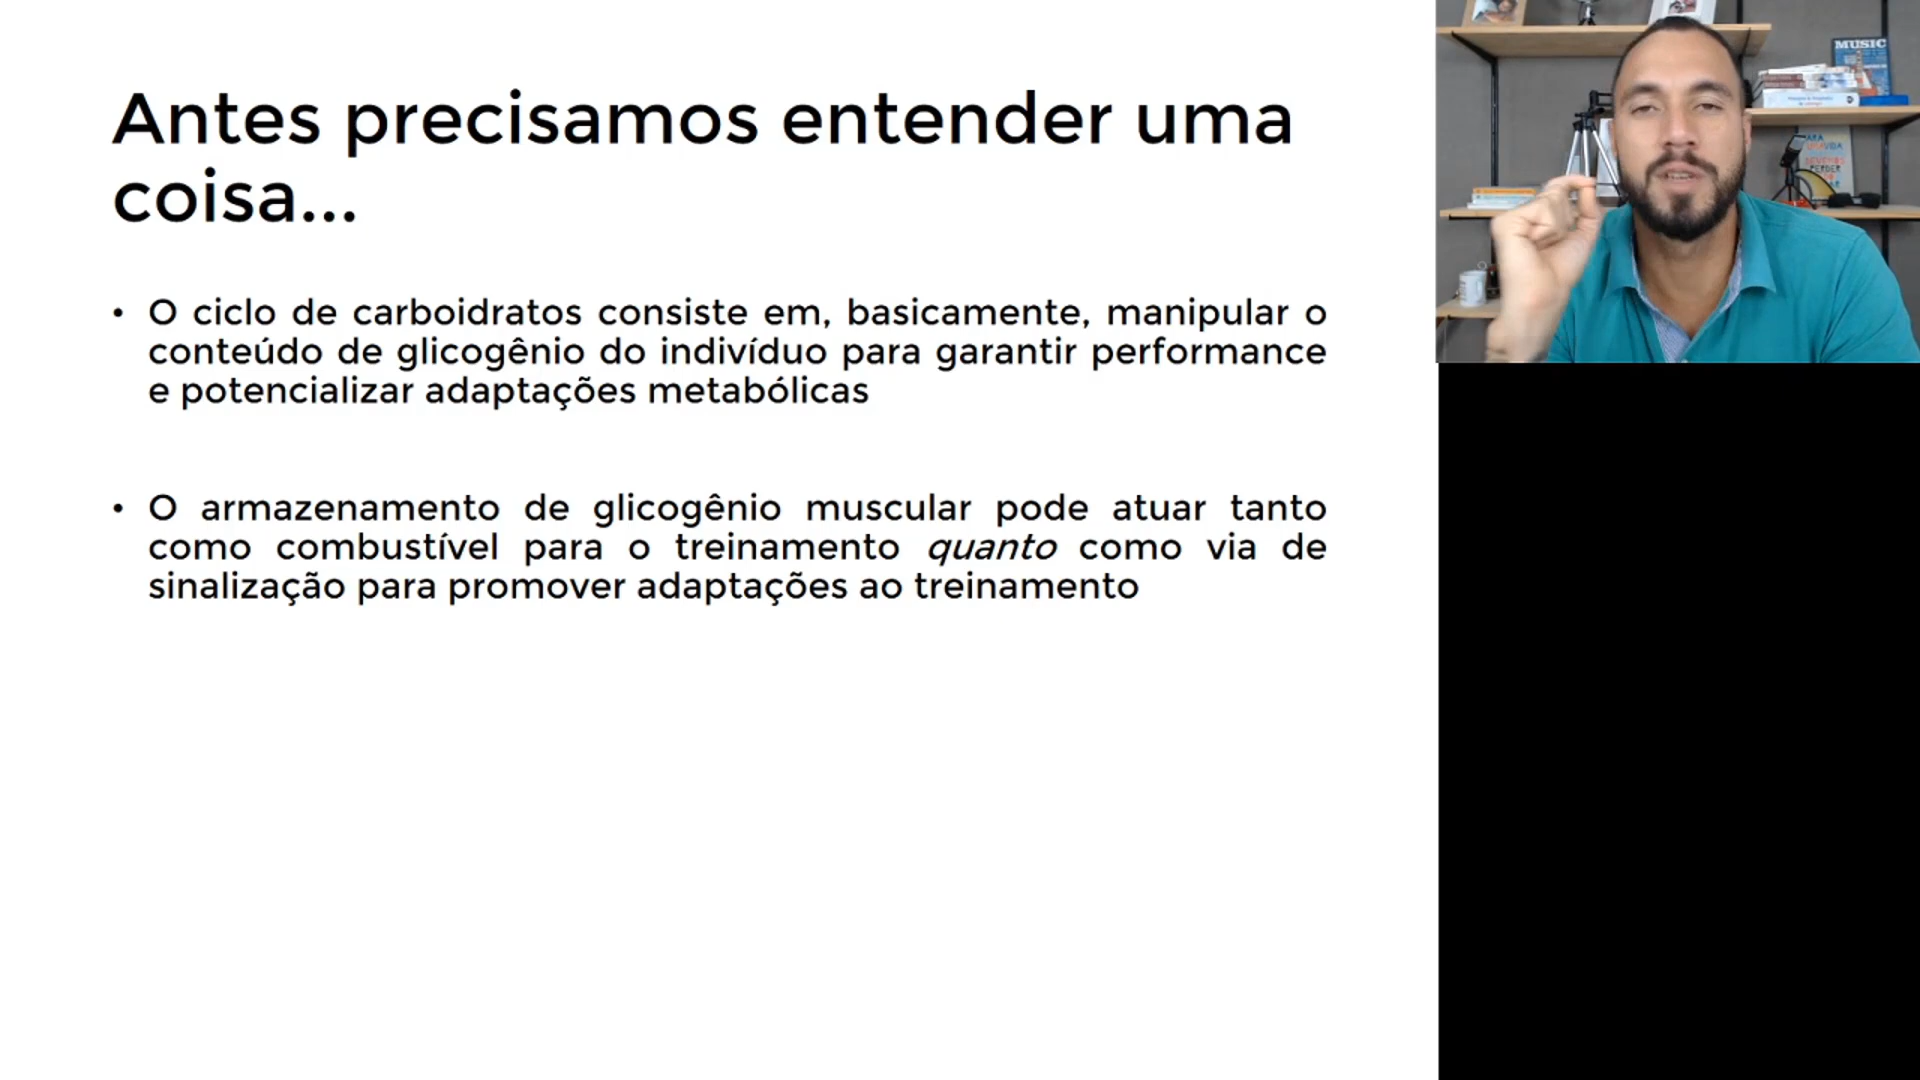 Antes precisamos entender uma
coisa...
• O ciclo de carboidratos consiste em, basicamente, manipular o
conteúdo de glicogênio do indivíduo para garantir performance
e potencializar adaptações metabólicas
• O armazenamento de glicogênio muscular pode atuar tanto
como combustível para o treinamento quanto como via de
sinalização para promover adaptações ao treinamento
MUSIC
PERDER